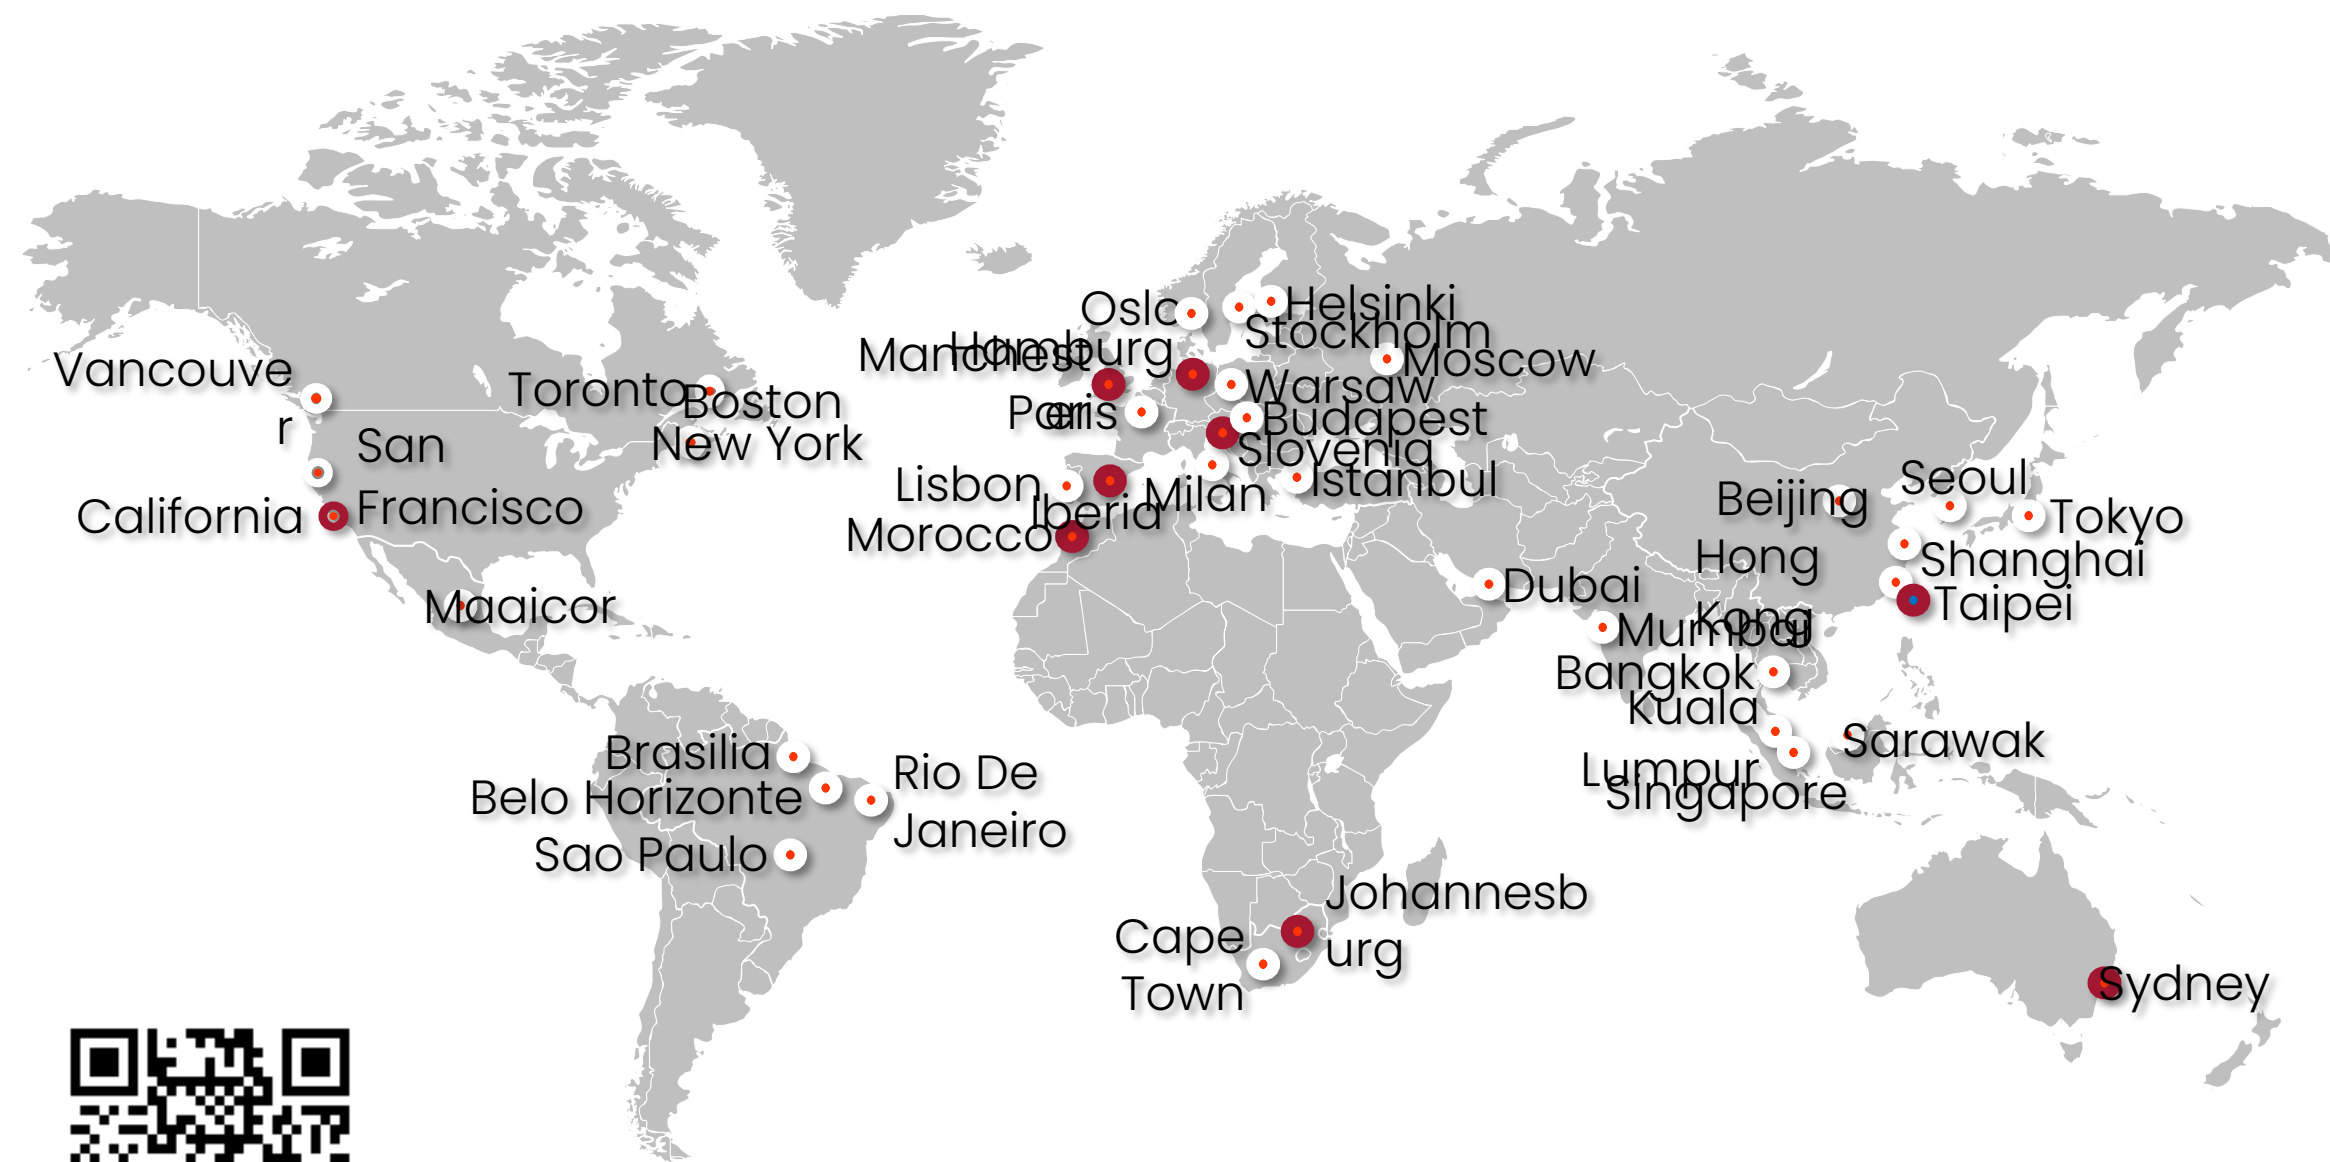 Oslo
Helsinki
Stockholm
Hamburg
Manchest
er
Moscow
Vancouve
r
Toronto
Boston
New York
Warsaw
Paris
Budapest
Slovenia
San
Francisco
California
Lisbon
Iberia
Milan
Istanbul
Morocco
Beijing
Seoul
Tokyo
Hong
Kong
Shanghai
Taipei
Dubai
Mumbai
Maaicor
Bangkok
Kuala
Lumpur
Singapore
Sarawak
Brasilia
Belo Horizonte
Rio De
Janeiro
Sao Paulo
Johannesb
urg
Cape
Town
Sydney